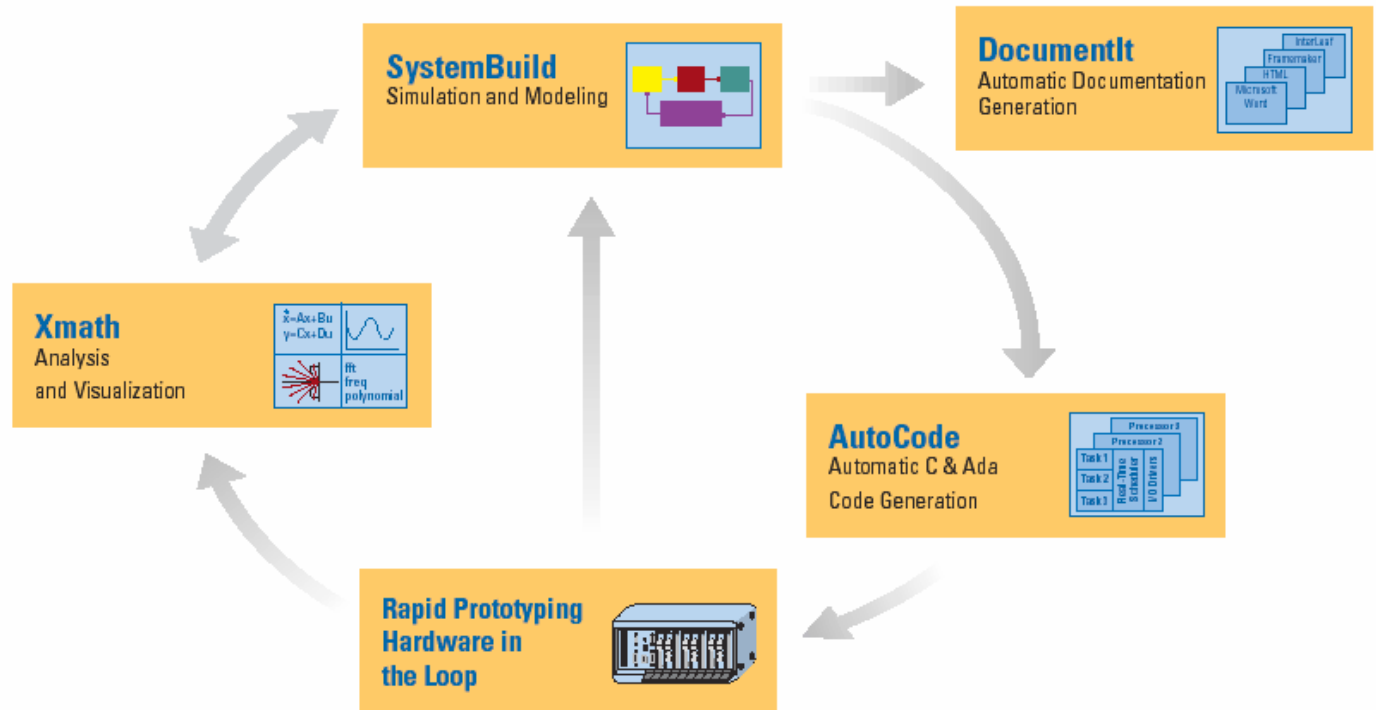 SystemBuild
Simulation and Modeling
DocumentIt
Automatic Documentation
Generation
InterLeaf
Framemaker
HTML
Microsoft
Word
Xmath
Analysis
and Visualization
ẋ=Ax+Bu
y=Cx+Du
fft
freq
polynomial
AutoCode
Automatic C & Ada
Code Generation
Processor 3
Processor 2
Task 1
Task 2
Task 3
Real-Time
Scheduler
I/O Drivers
Rapid Prototyping
Hardware in
the Loop